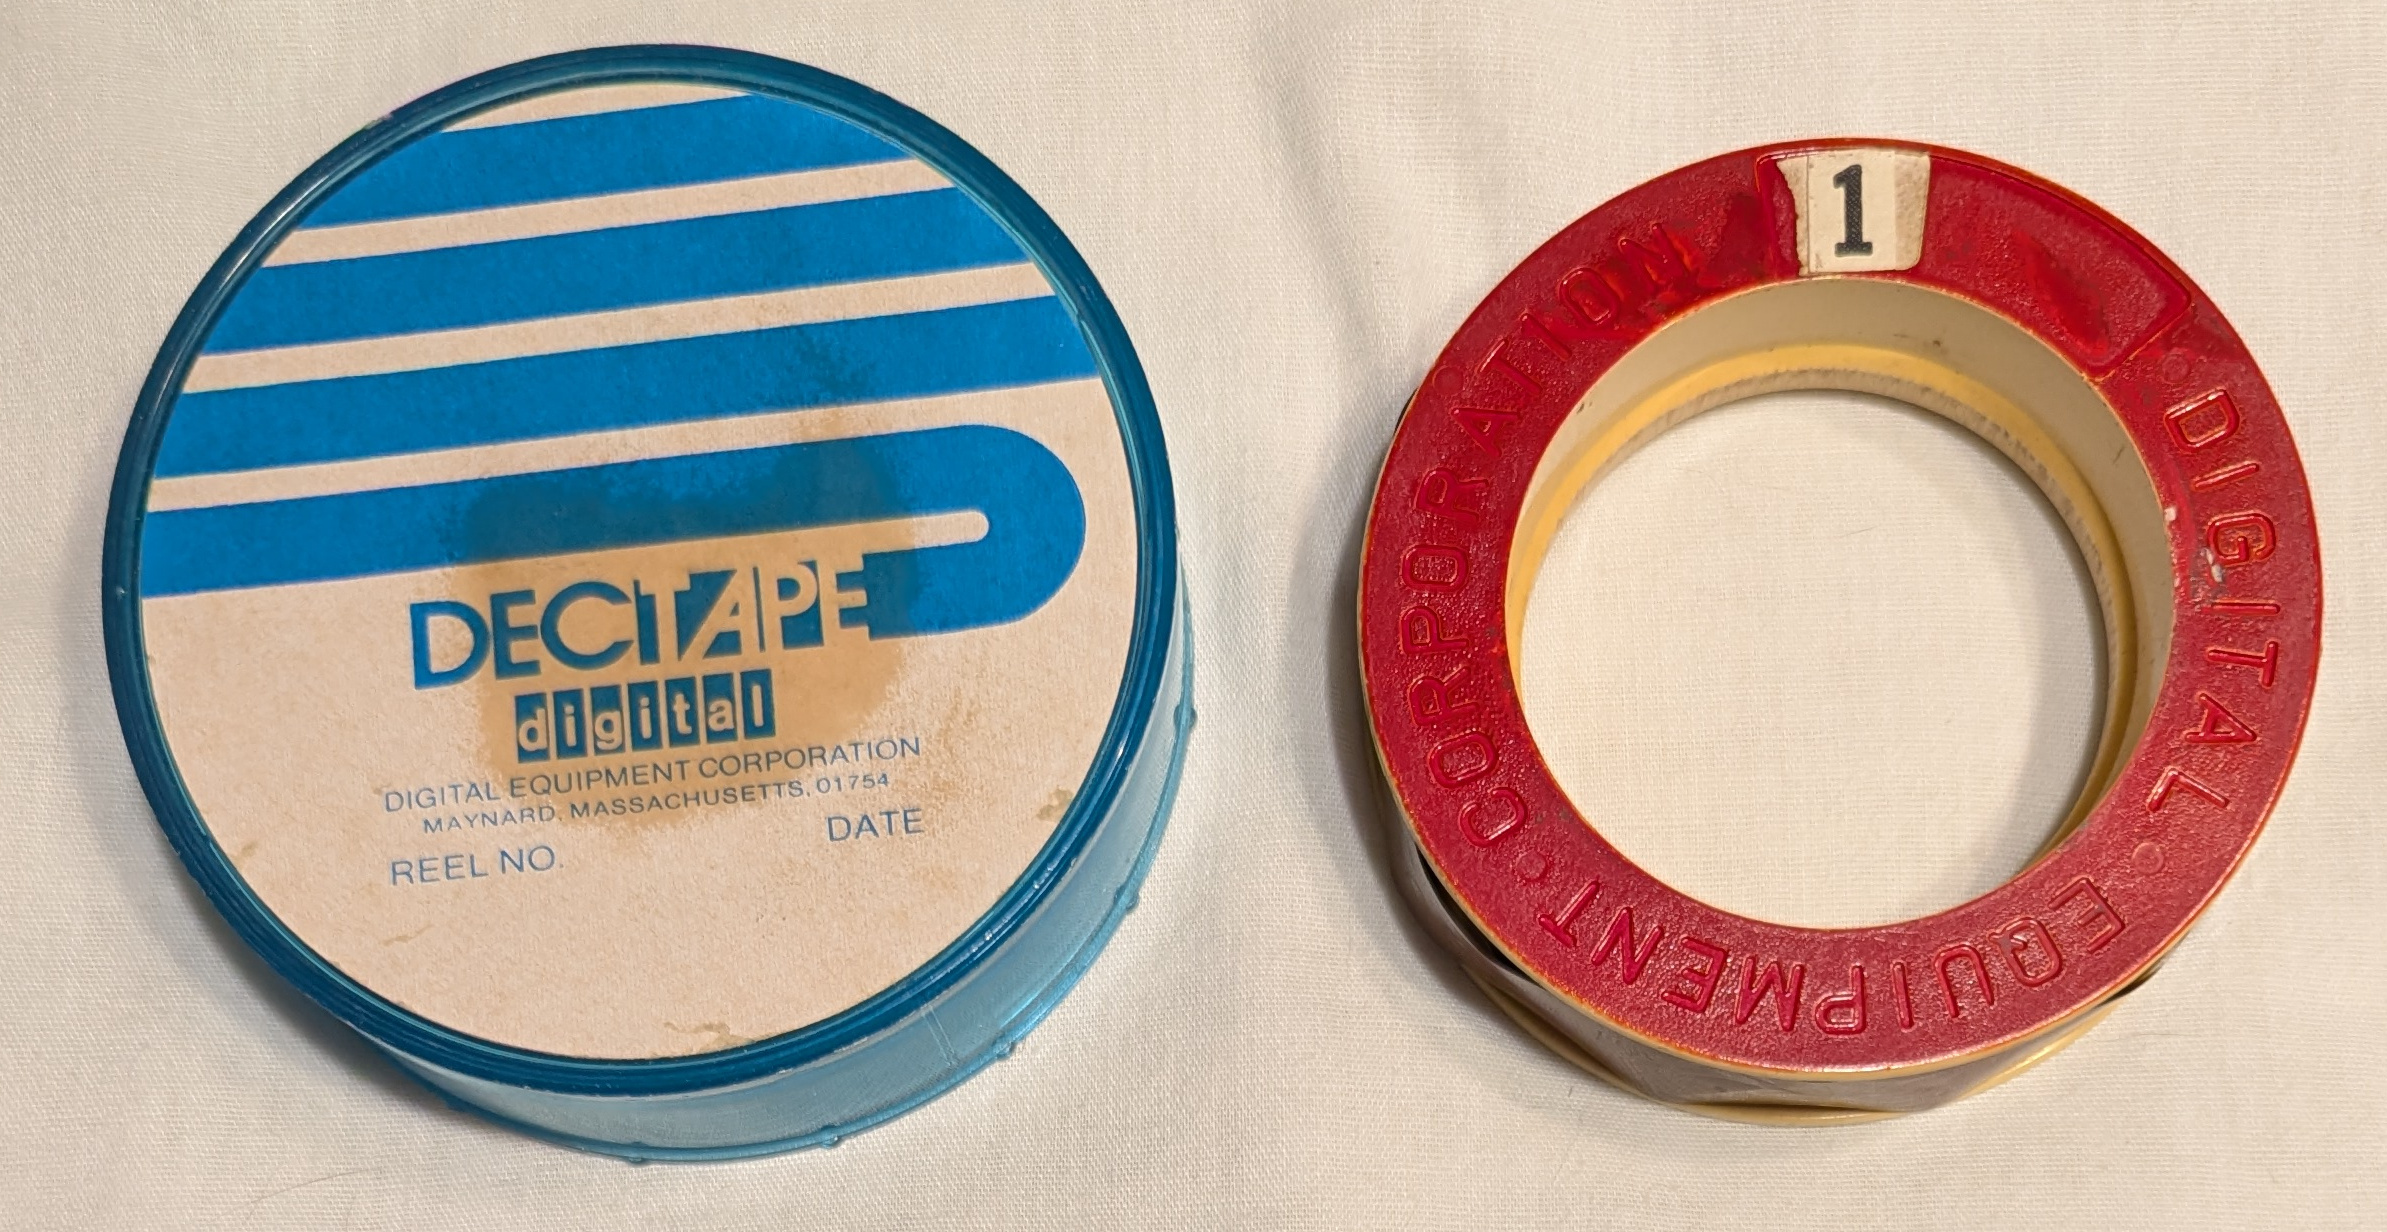 DECTAPE
digital
DIGITAL EQUIPMENT CORPORATION
MAYNARD, MASSACHUSETTS, 01754
DATE
REEL NO.
1
• DIGITAL • EQUIPMENT • CORPORATION